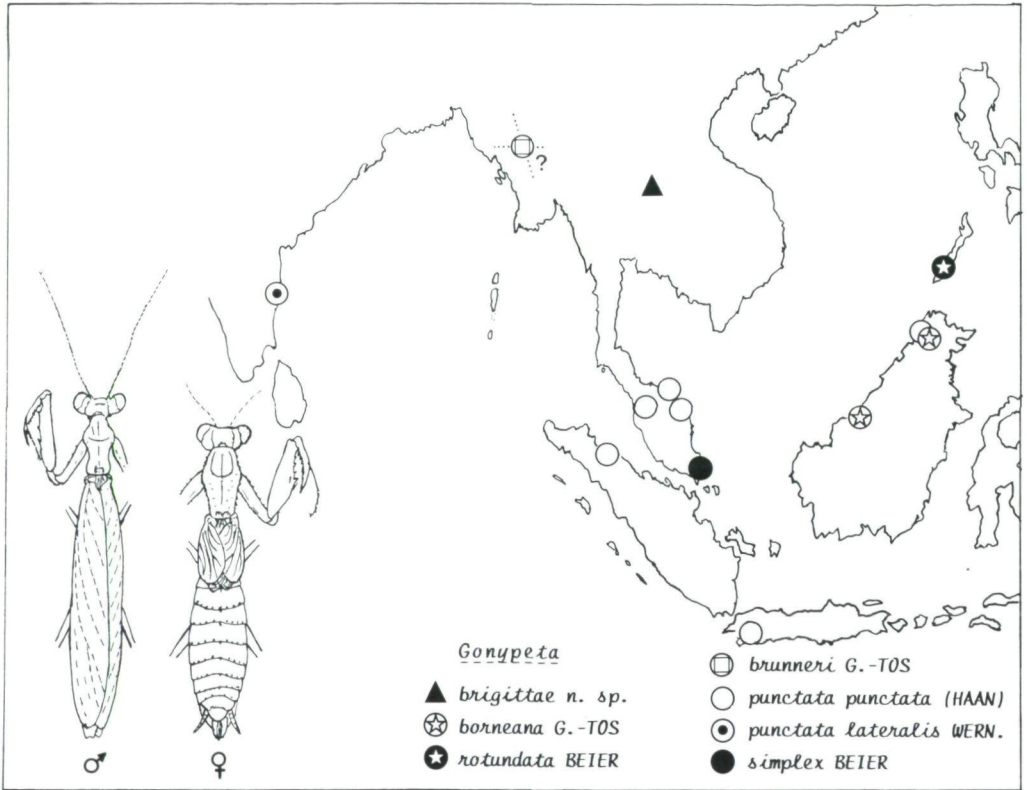 ?
Gonypeta
brigittae n. sp.
borneana G.-TOS
rotundata BEIER
brunneri G.-TOS
punctata punctata (HAAN)
punctata lateralis WERN.
simplex BEIER
♂
♀